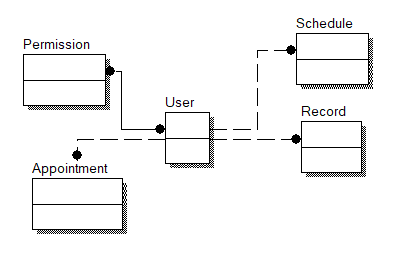 Schedule
Permission
User
Record
Appointment